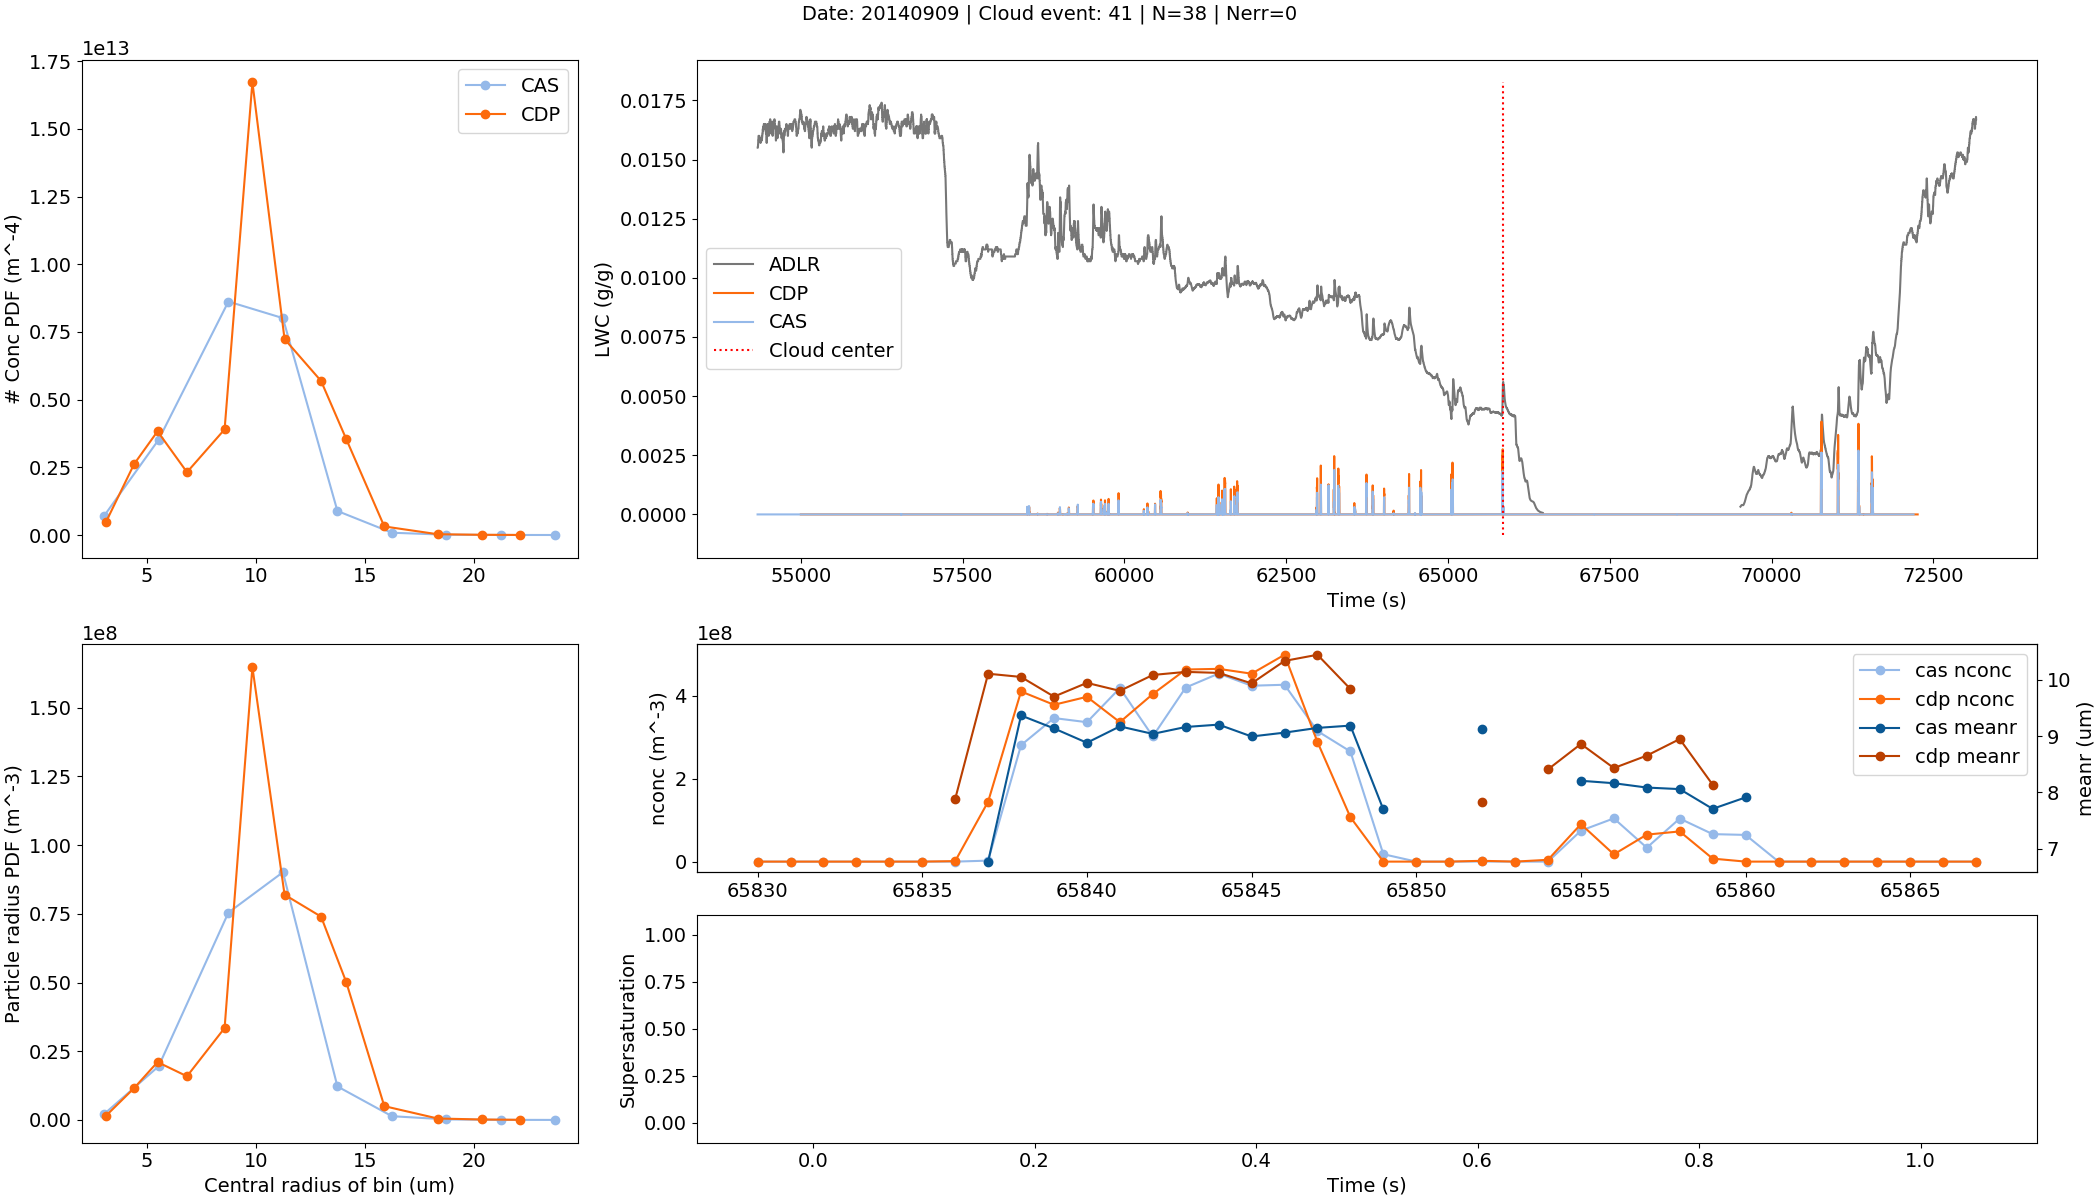 Date: 20140909 | Cloud event: 41 | N=38 | Nerr=0
1e13
# Conc PDF (m^-4)
1.75
1.50
1.25
1.00
0.75
0.50
0.25
0.00
5 10 15 20
CAS
CDP
LWC (g/g)
0.0175
0.0150
0.0125
0.0100
0.0075
0.0050
0.0025
0.0000
ADLR
CDP
CAS
Cloud center
55000 57500 60000 62500 65000 67500 70000 72500
Time (s)
1e8
Particle radius PDF (m^-3)
1.50
1.25
1.00
0.75
0.50
0.25
0.00
5 10 15 20
Central radius of bin (um)
1e8
nconc (m^-3)
4
2
0
cas nconc
cdp nconc
cas meanr
cdp meanr
10
9
8
7
meanr (um)
65830 65835 65840 65845 65850 65855 65860 65865
Supersaturation
1.00
0.75
0.50
0.25
0.00
0.0 0.2 0.4 0.6 0.8 1.0
Time (s)